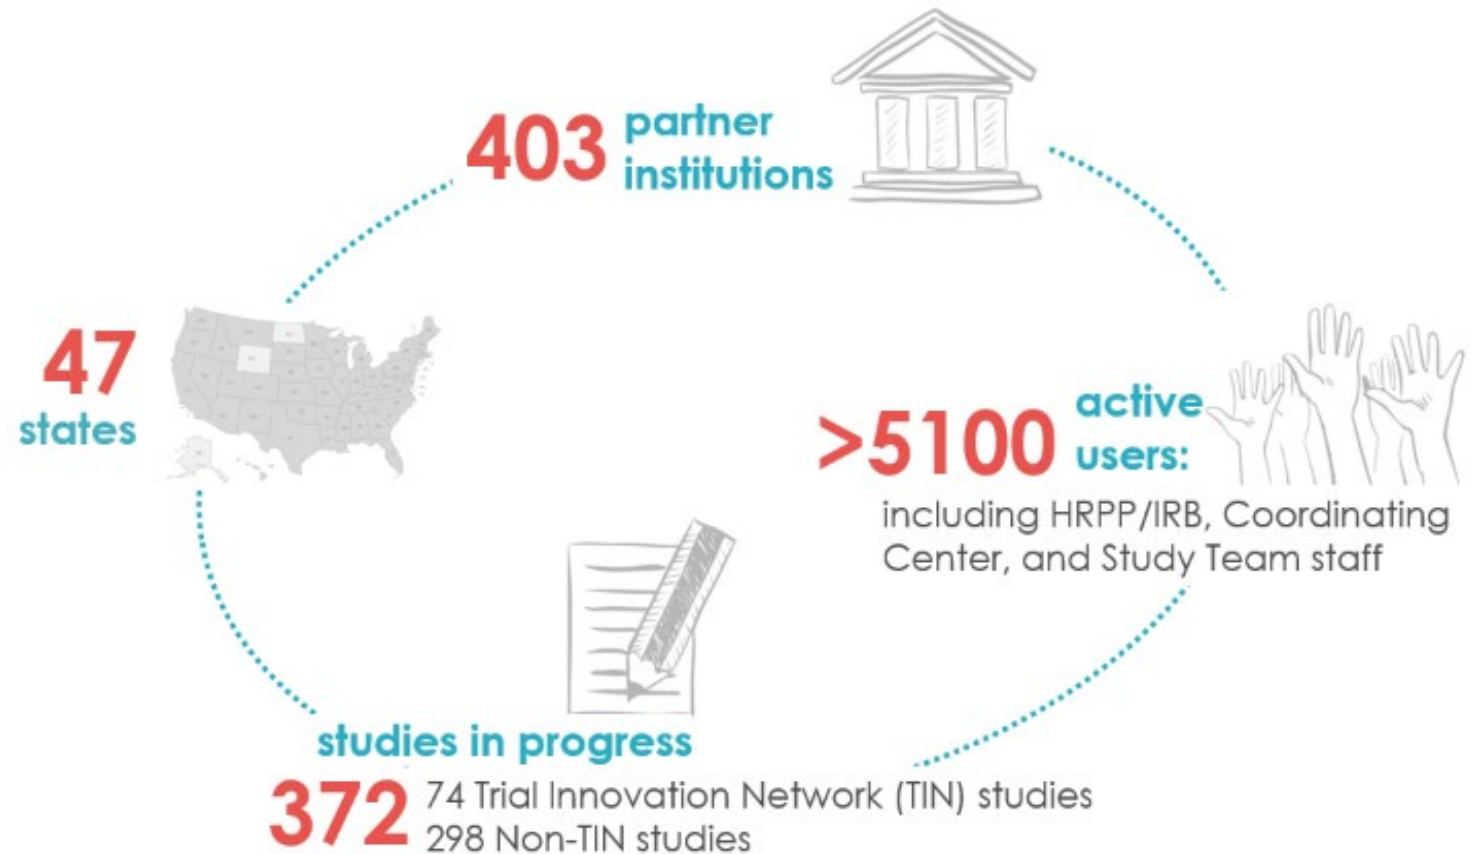 403 partner
institutions
47
states
>5100 active
users:
including HRPP/IRB, Coordinating
Center, and Study Team staff
studies in progress
372 74 Trial Innovation Network (TIN) studies
298 Non-TIN studies